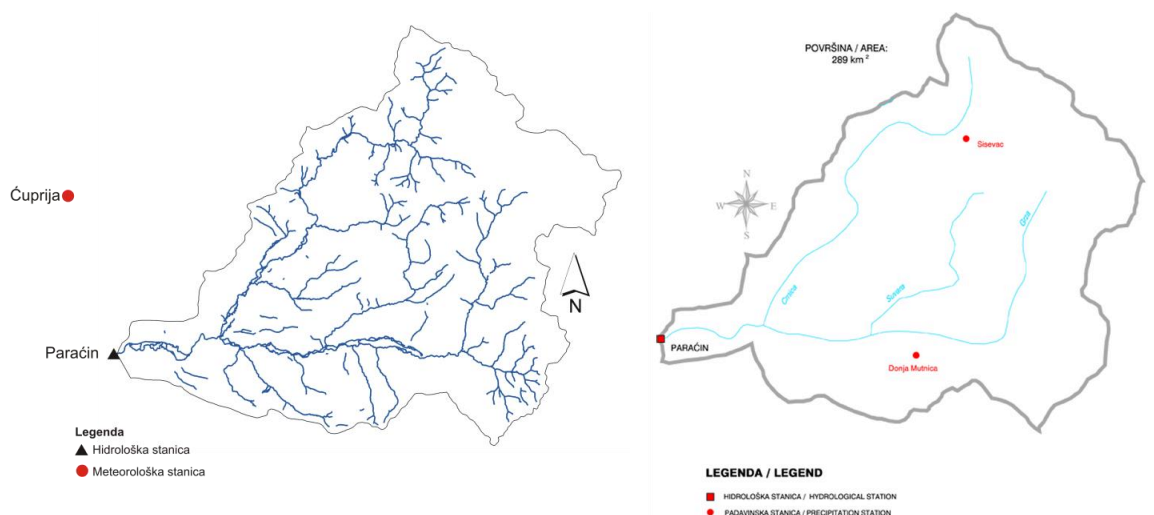 Ćuprija
Paraćin
N
Legenda
Hidrološka stanica
Meteorološka stanica
POVRŠINA / AREA:
289 km²
Sisevac
N
W E
S
Crnica
Suvara
Grza
PARAĆIN
Donja Mutnica
LEGENDA / LEGEND
HIDROLOŠKA STANICA / HYDROLOGICAL STATION
PADAVINSKA STANICA / PRECIPITATION STATION